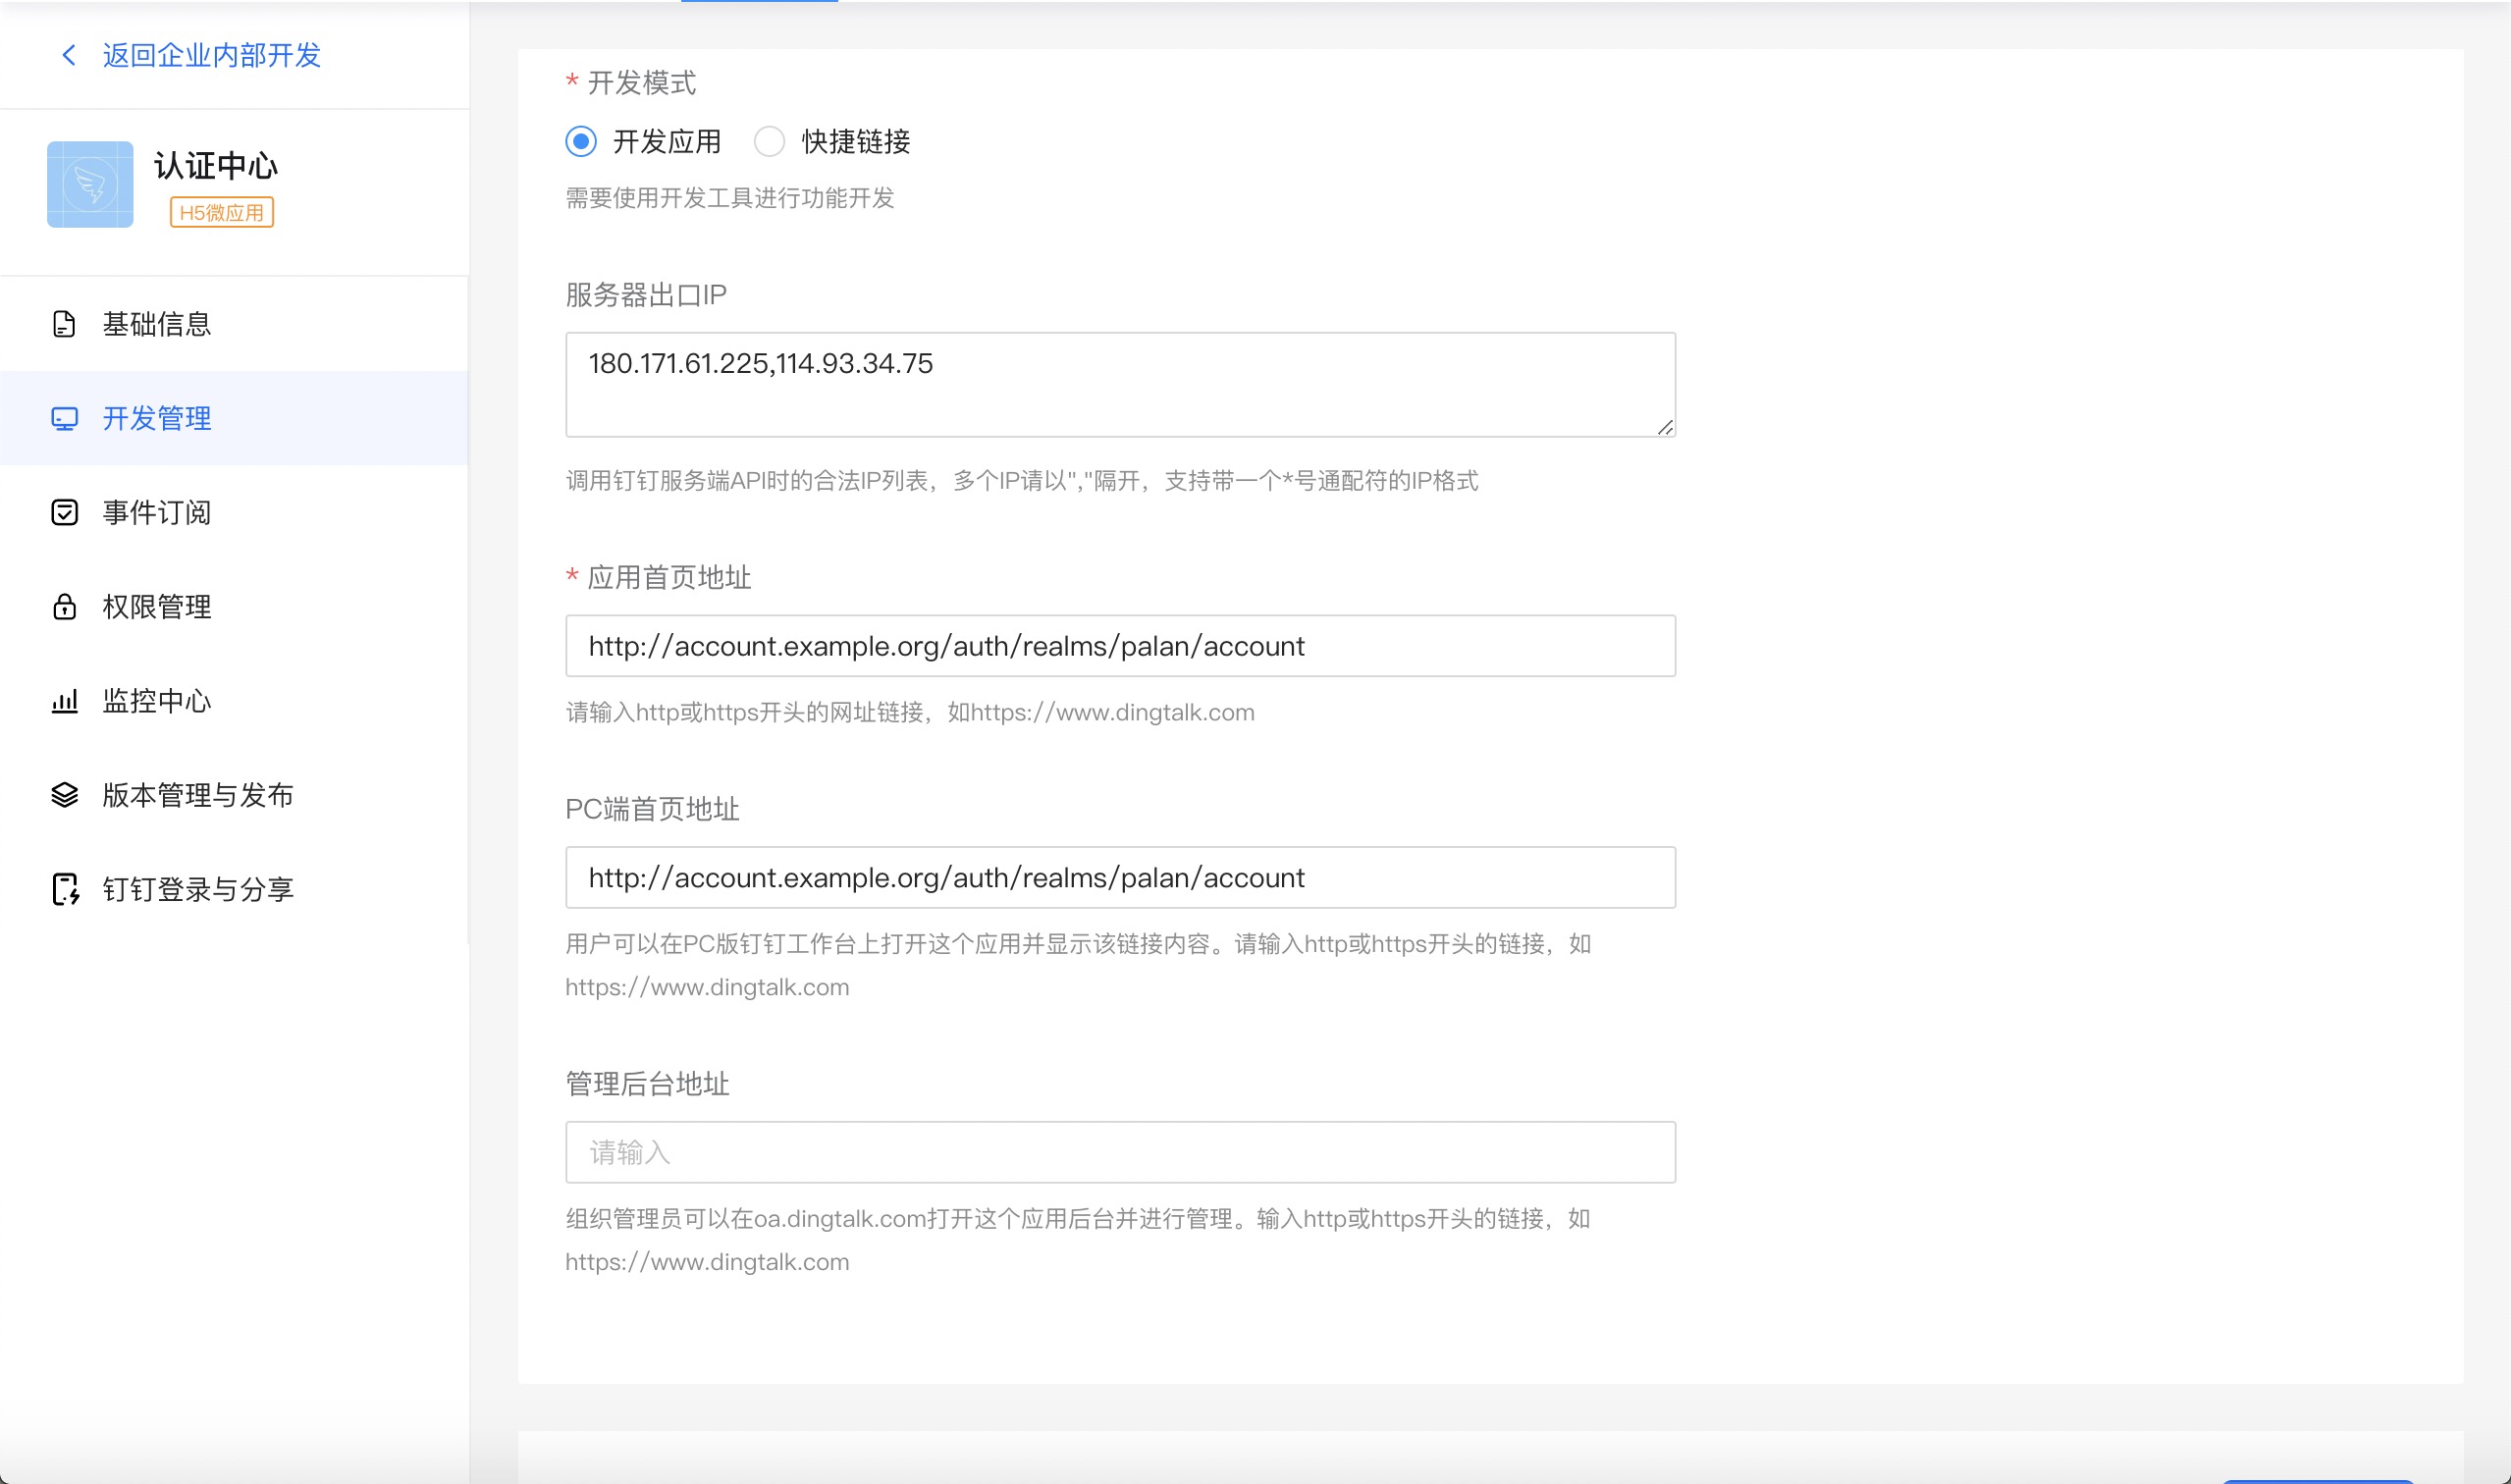 返回企业内部开发
认证中心
H5微应用
基础信息
开发管理
事件订阅
权限管理
监控中心
版本管理与发布
钉钉登录与分享
* 开发模式
开发应用 快捷链接
需要使用开发工具进行功能开发
服务器出口IP
180.171.61.225,114.93.34.75
调用钉钉服务端API时的合法IP列表，多个IP请以","隔开，支持带一个*号通配符的IP格式
* 应用首页地址
http://account.example.org/auth/realms/palan/account
请输入http或https开头的网址链接，如https://www.dingtalk.com
PC端首页地址
http://account.example.org/auth/realms/palan/account
用户可以在PC版钉钉工作台上打开这个应用并显示该链接内容。请输入http或https开头的链接，如
https://www.dingtalk.com
管理后台地址
请输入
组织管理员可以在oa.dingtalk.com打开这个应用后台并进行管理。输入http或https开头的链接，如
https://www.dingtalk.com